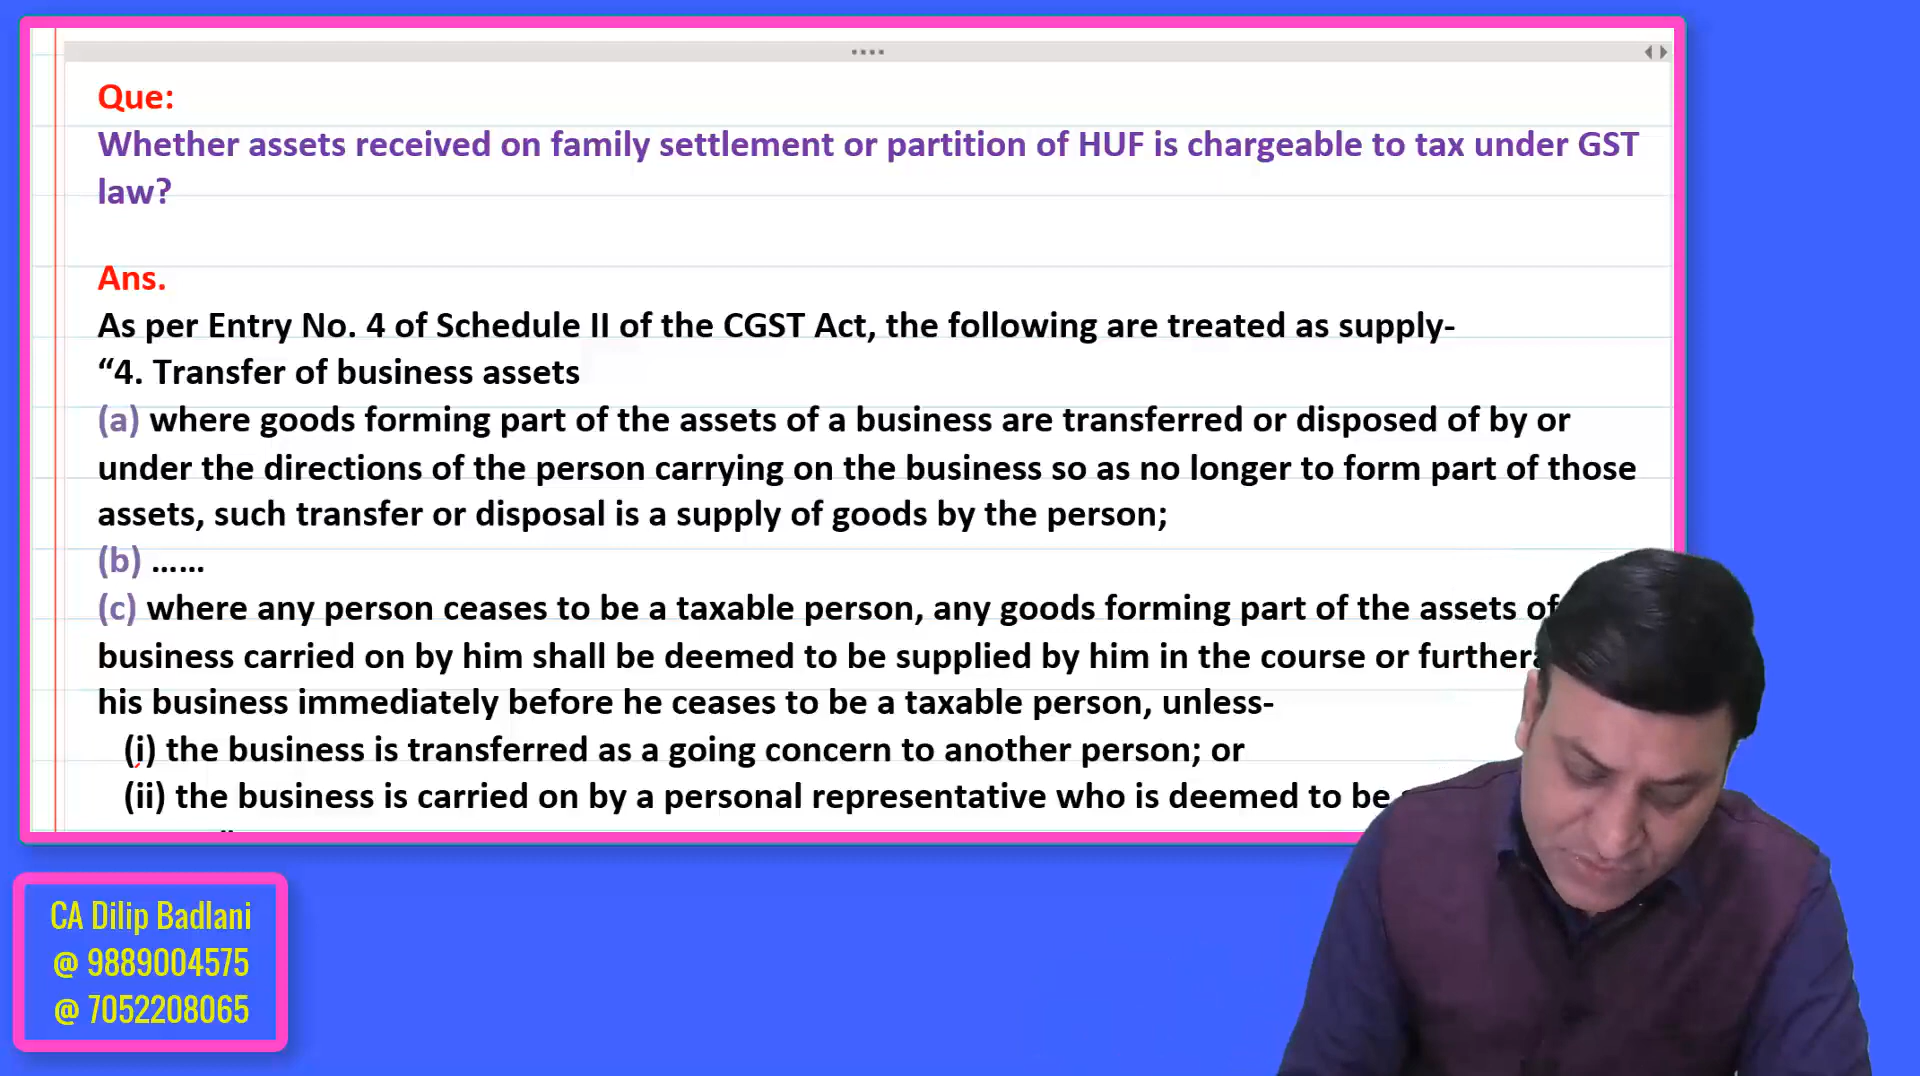 Que:
Whether assets received on family settlement or partition of HUF is chargeable to tax under GST
law?
Ans.
As per Entry No. 4 of Schedule II of the CGST Act, the following are treated as supply-
“4. Transfer of business assets
(a) where goods forming part of the assets of a business are transferred or disposed of by or
under the directions of the person carrying on the business so as no longer to form part of those
assets, such transfer or disposal is a supply of goods by the person;
(b) ......
(c) where any person ceases to be a taxable person, any goods forming part of the assets of
business carried on by him shall be deemed to be supplied by him in the course or
his business immediately before he ceases to be a taxable person, unless-
(i) the business is transferred as a going concern to another person; or
(ii) the business is carried on by a personal representative who is deemed to be
CA Dilip Badlani
@ 9889004575
@ 7052208065